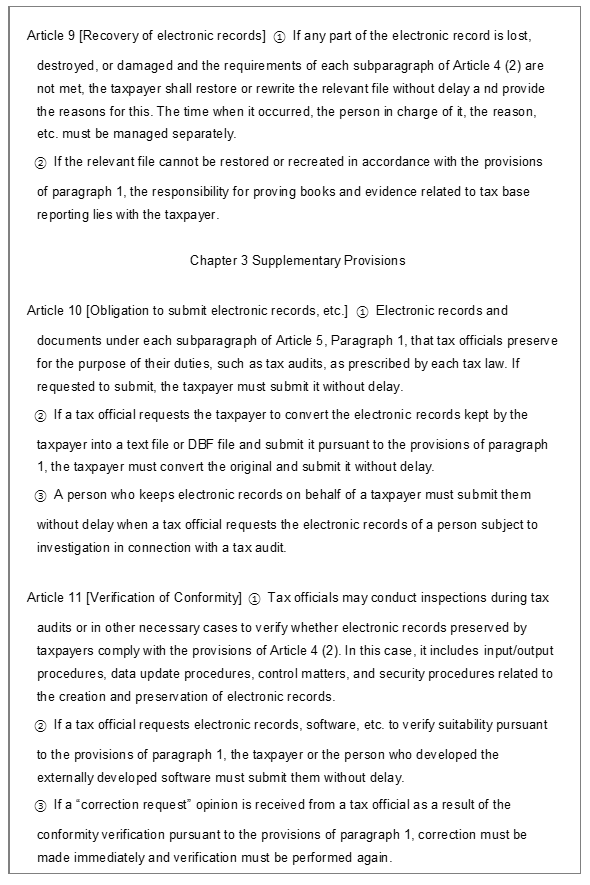 Article 9 [Recovery of electronic records] ① If any part of the electronic record is lost,
destroyed, or damaged and the requirements of each subparagraph of Article 4 (2) are
not met, the taxpayer shall restore or rewrite the relevant file without delay a nd provide
the reasons for this. The time when it occurred, the person in charge of it, the reason,
etc. must be managed separately.
② If the relevant file cannot be restored or recreated in accordance with the provisions
of paragraph 1, the responsibility for proving books and evidence related to tax base
reporting lies with the taxpayer.
Chapter 3 Supplementary Provisions
Article 10 [Obligation to submit electronic records, etc.] ① Electronic records and
documents under each subparagraph of Article 5, Paragraph 1, that tax officials preserve
for the purpose of their duties, such as tax audits, as prescribed by each tax law. If
requested to submit, the taxpayer must submit it without delay.
② If a tax official requests the taxpayer to convert the electronic records kept by the
taxpayer into a text file or DBF file and submit it pursuant to the provisions of paragraph
1, the taxpayer must convert the original and submit it without delay.
③ A person who keeps electronic records on behalf of a taxpayer must submit them
without delay when a tax official requests the electronic records of a person subject to
investigation in connection with a tax audit.
Article 11 [Verification of Conformity] ① Tax officials may conduct inspections during tax
audits or in other necessary cases to verify whether electronic records preserved by
taxpayers comply with the provisions of Article 4 (2). In this case, it includes input/output
procedures, data update procedures, control matters, and security procedures related to
the creation and preservation of electronic records.
② If a tax official requests electronic records, software, etc. to verify suitability pursuant
to the provisions of paragraph 1, the taxpayer or the person who developed the
externally developed software must submit them without delay.
③ If a “correction request” opinion is received from a tax official as a result of the
conformity verification pursuant to the provisions of paragraph 1, correction must be
made immediately and verification must be performed again.